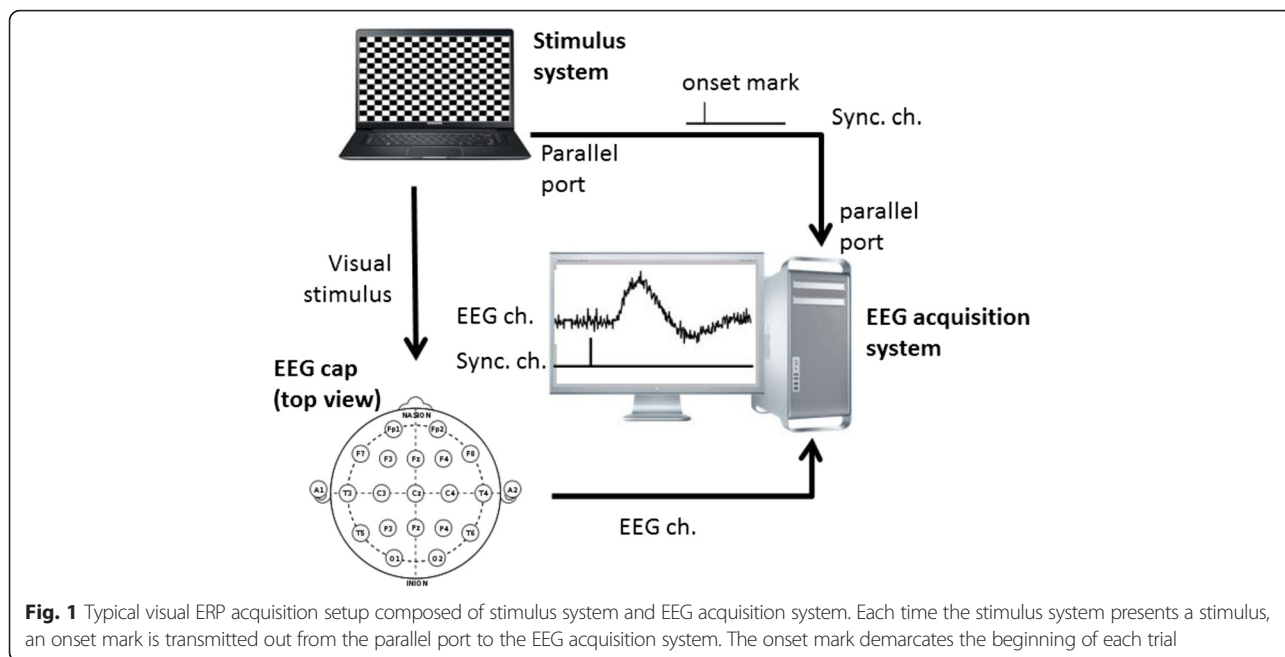 Stimulus
system
onset mark
Sync. ch.
Parallel
port
parallel
port
Visual
stimulus
EEG ch.
Sync. ch.
EEG acquisition
system
EEG cap
(top view)
NASION
Fp1 Fp2
F7 F3 Fz F4 F8
A1 T3 C3 Cz C4 T4 A2
T5 P3 Pz P4 T6
O1 O2
INION
EEG ch.
Fig. 1 Typical visual ERP acquisition setup composed of stimulus system and EEG acquisition system. Each time the stimulus system presents a stimulus,
an onset mark is transmitted out from the parallel port to the EEG acquisition system. The onset mark demarcates the beginning of each trial